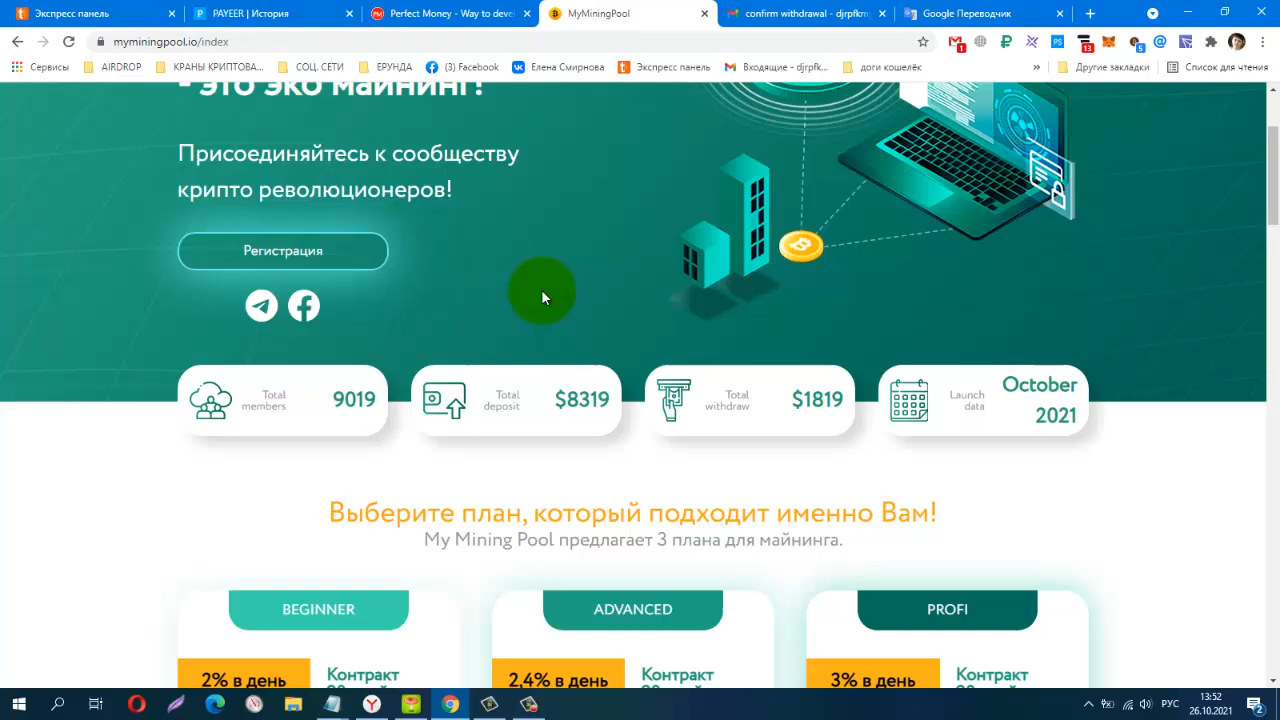 Экспресс панель
PAYEER | История
Perfect Money - Way to deve
MyMiningPool
confirm withdrawal - djrpfkm
Google Переводчик
myminingpool.io/index
Сервисы
AIRDROP
КРАНЫ КРИПТОВА...
СОЦ. СЕТИ
ЕРУНДА
(3) Facebook
Елена Смирнова
Экспресс панель
Входящие - djrpfk...
доги кошелёк
»
Другие закладки
Список для чтения
- это эко майнинг!
Присоединяйтесь к сообществу
крипто революционеров!
Регистрация
Total
members
9019
Total
deposit
$8319
Total
withdraw
$1819
Launch
data
October
2021
Выберите план, который подходит именно Вам!
My Mining Pool предлагает 3 плана для майнинга.
BEGINNER
ADVANCED
PROFI
2% в день
Контракт
2,4% в день
Контракт
3% в день
Контракт
РУС
13:52
26.10.2021